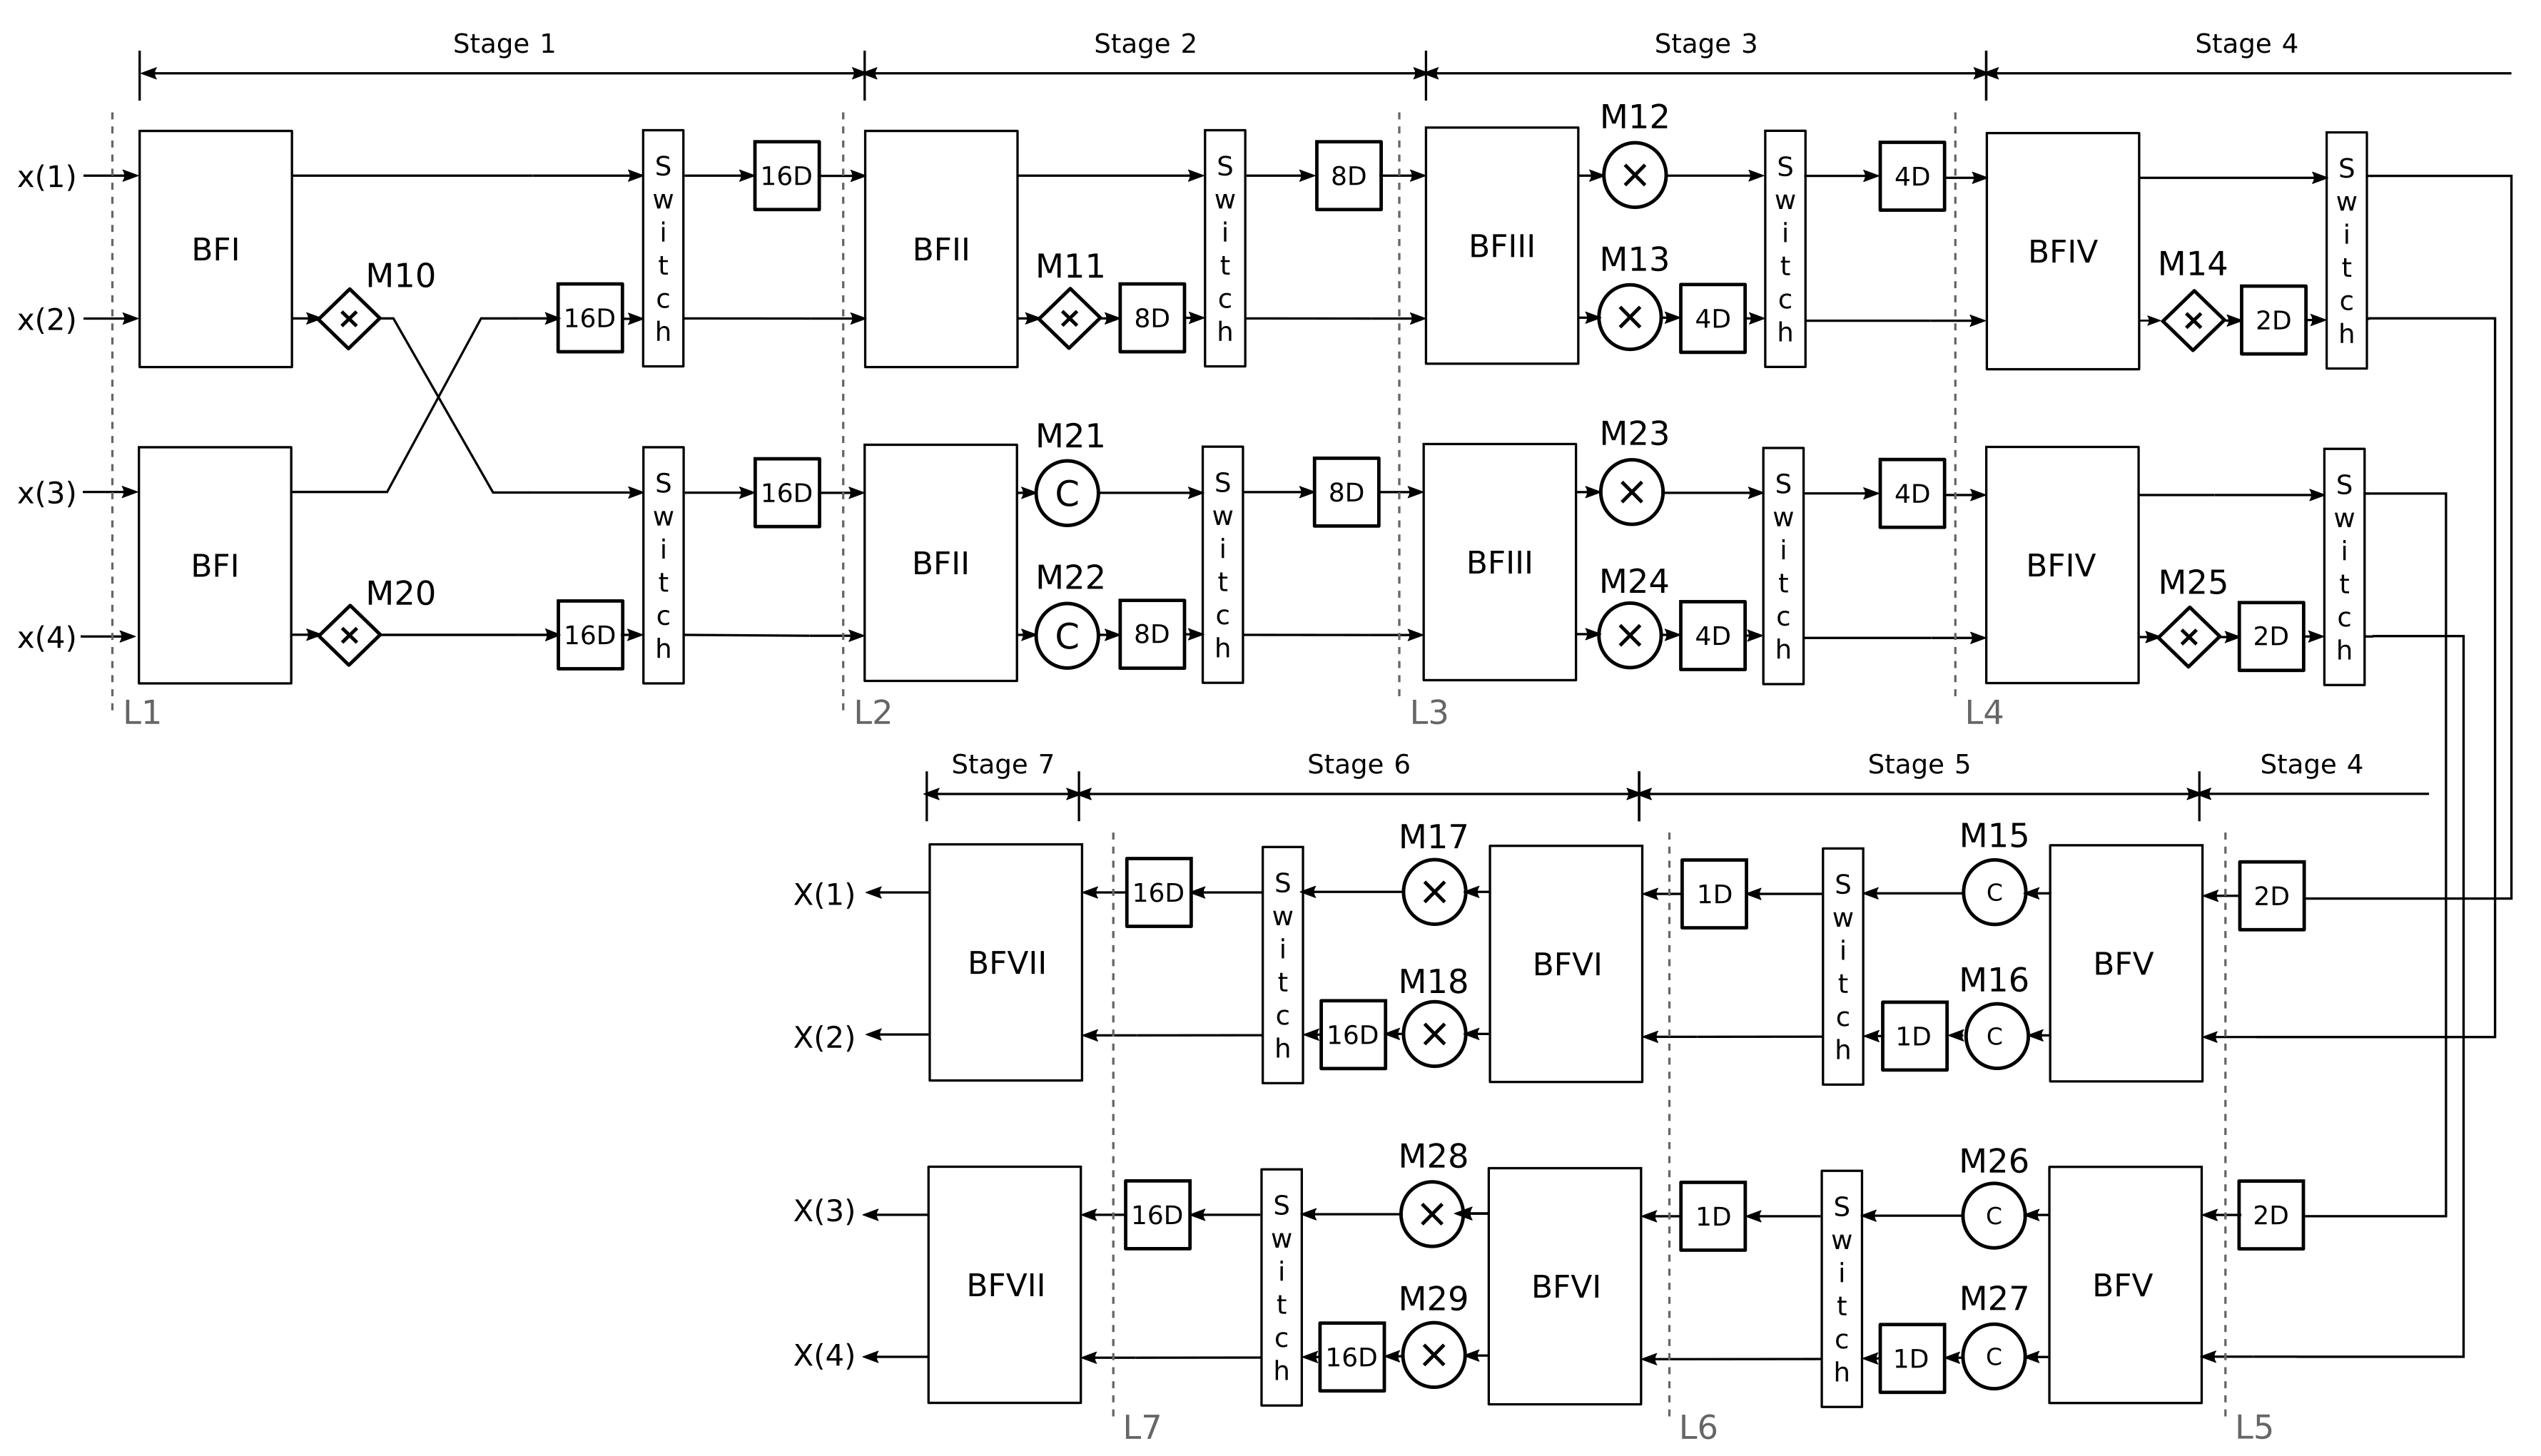 Stage 1
Stage 2
Stage 3
Stage 4
x(1)
x(2)
x(3)
x(4)
BFI
M10
16D
Switch
16D
BFI
M20
16D
Switch
16D
L1
L2
BFII
M11
8D
Switch
8D
BFII
M21
C
M22
C
8D
Switch
8D
L3
BFIII
M12
M13
4D
Switch
4D
BFIII
M23
M24
4D
Switch
4D
L4
BFIV
M14
2D
Switch
BFIV
M25
2D
Switch
Stage 7
Stage 6
Stage 5
Stage 4
X(1)
X(2)
X(3)
X(4)
BFVII
16D
Switch
M17
M18
16D
BFVI
1D
Switch
M15
C
M16
C
1D
BFV
2D
BFVII
16D
Switch
M28
M29
16D
BFVI
1D
Switch
M26
C
M27
C
1D
BFV
2D
L7
L6
L5